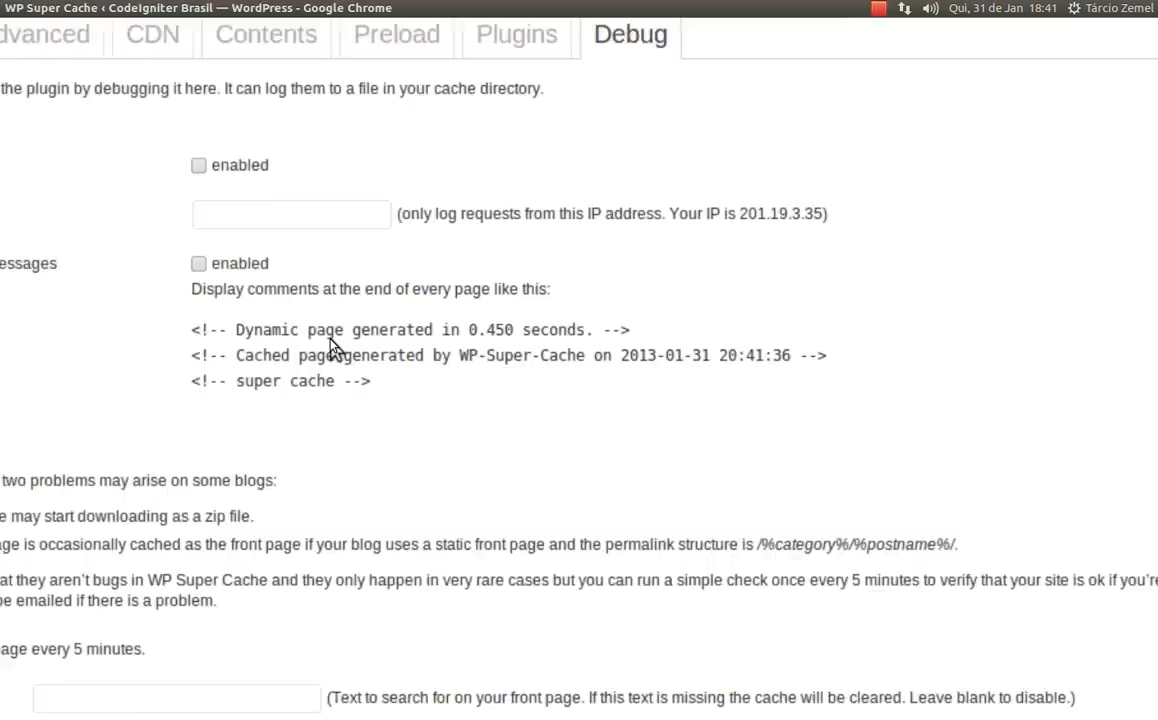 WP Super Cache ‹ CodeIgniter Brasil — WordPress - Google Chrome Qui, 31 de Jan 18:41 Tárcio Zemel
dvanced CDN Contents Preload Plugins Debug
the plugin by debugging it here. It can log them to a file in your cache directory.
enabled
(only log requests from this IP address. Your IP is 201.19.3.35)
essages enabled
Display comments at the end of every page like this:
<!-- Dynamic page generated in 0.450 seconds. -->
<!-- Cached page generated by WP-Super-Cache on 2013-01-31 20:41:36 -->
<!-- super cache -->
two problems may arise on some blogs:
e may start downloading as a zip file.
age is occasionally cached as the front page if your blog uses a static front page and the permalink structure is /%category%/%postname%/.
at they aren't bugs in WP Super Cache and they only happen in very rare cases but you can run a simple check once every 5 minutes to verify that your site is ok if you're
be emailed if there is a problem.
age every 5 minutes.
(Text to search for on your front page. If this text is missing the cache will be cleared. Leave blank to disable.)